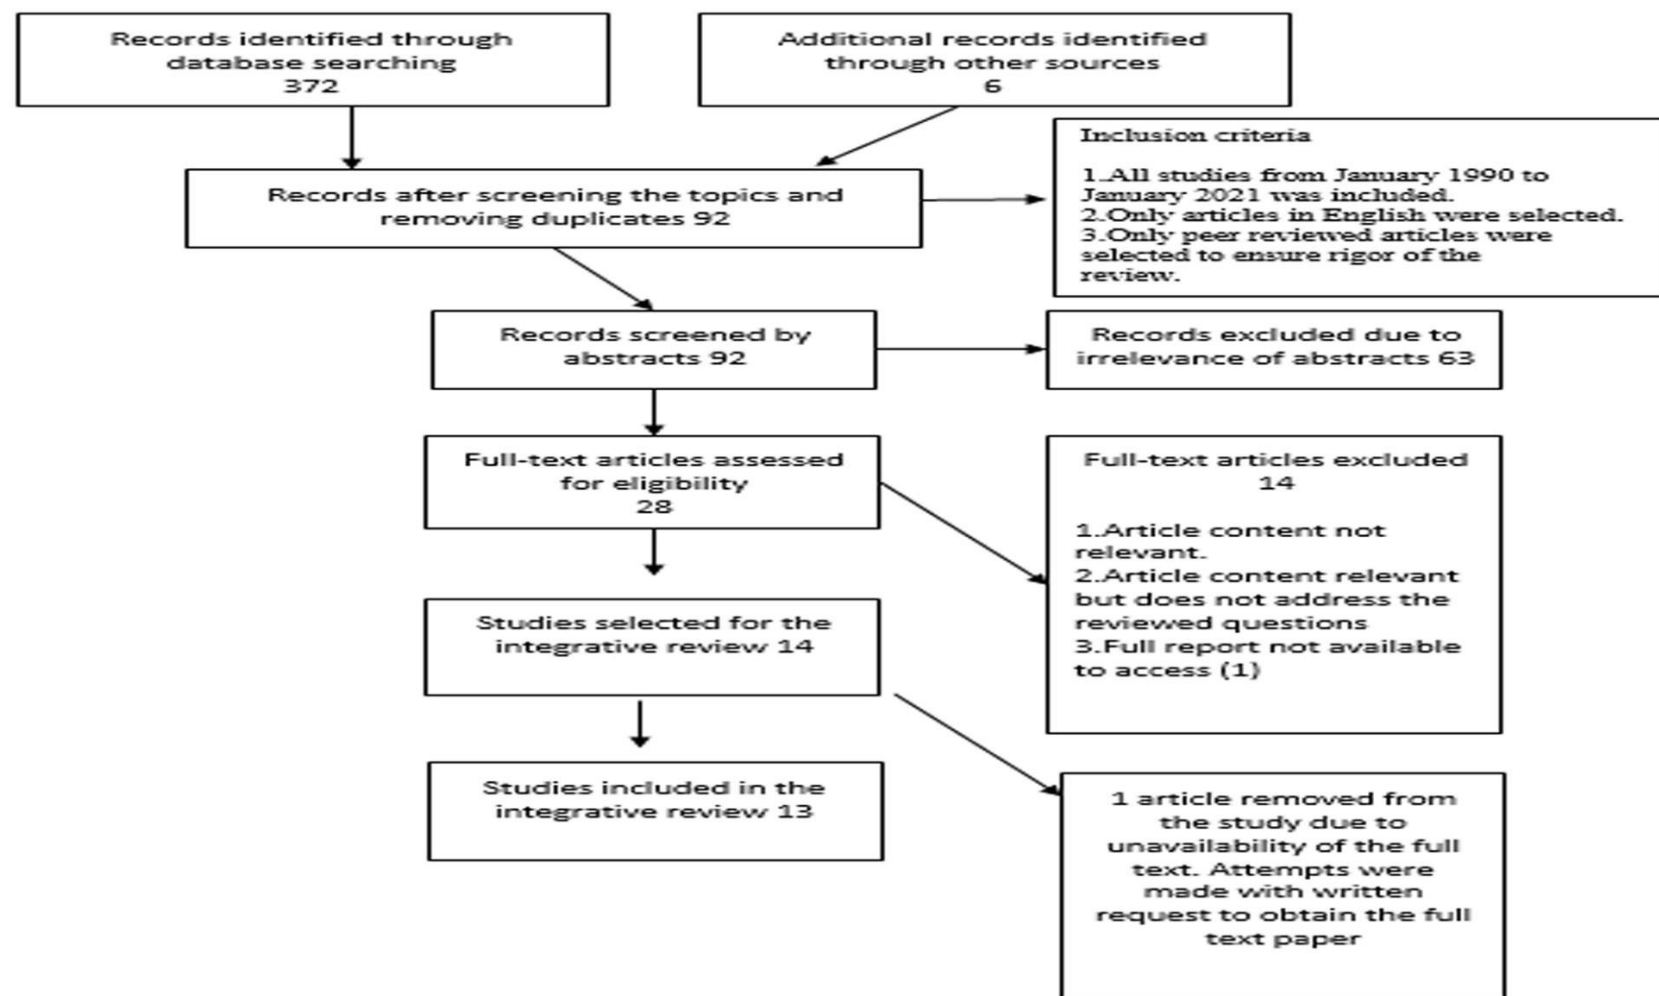 Records identified through
database searching
372
Additional records identified
through other sources
6
Inclusion criteria
1.All studies from January 1990 to
January 2021 was included.
2.Only articles in English were selected.
3.Only peer reviewed articles were
selected to ensure rigor of the
review.
Records after screening the topics and
removing duplicates 92
Records screened by
abstracts 92
Records excluded due to
irrelevance of abstracts 63
Full-text articles assessed
for eligibility
28
Full-text articles excluded
14
1.Article content not
relevant.
2.Article content relevant
but does not address the
reviewed questions
3.Full report not available
to access (1)
Studies selected for the
integrative review 14
Studies included in the
integrative review 13
1 article removed from
the study due to
unavailability of the full
text. Attempts were
made with written
request to obtain the full
text paper